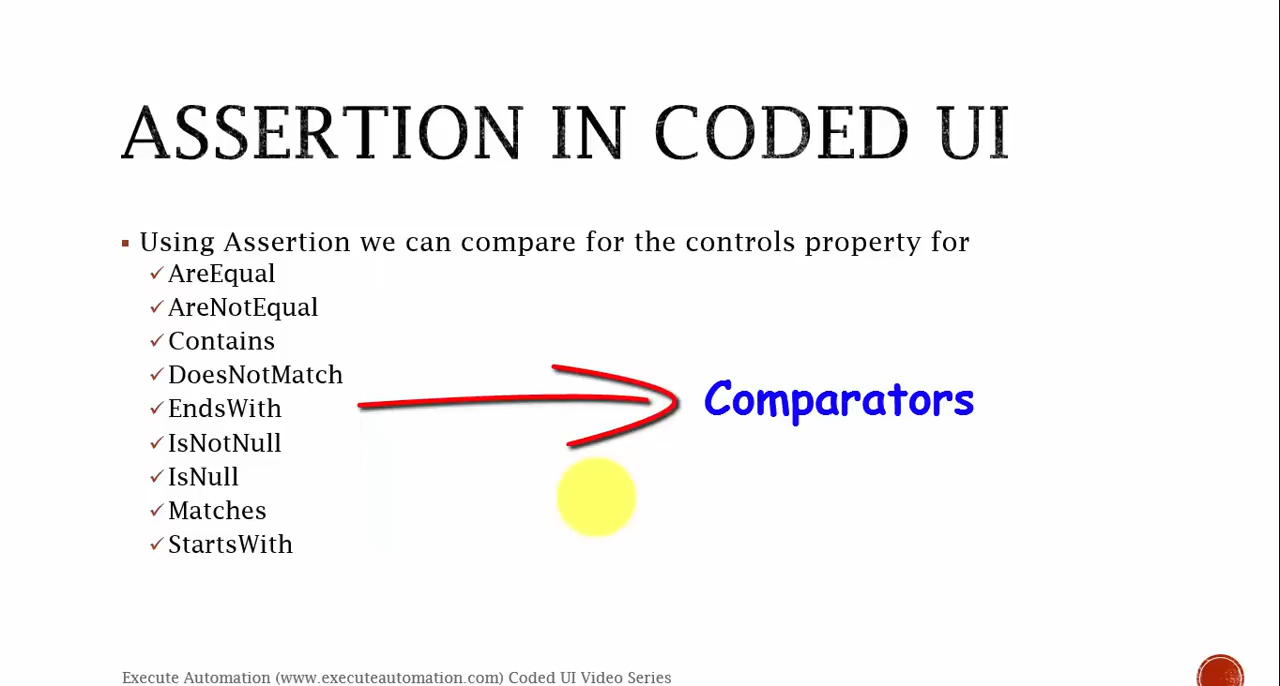 ASSERTION IN CODED UI
Using Assertion we can compare for the controls property for
AreEqual
AreNotEqual
Contains
DoesNotMatch
EndsWith
IsNotNull
IsNull
Matches
StartsWith
Comparators
Execute Automation (www.executeautomation.com) Coded UI Video Series